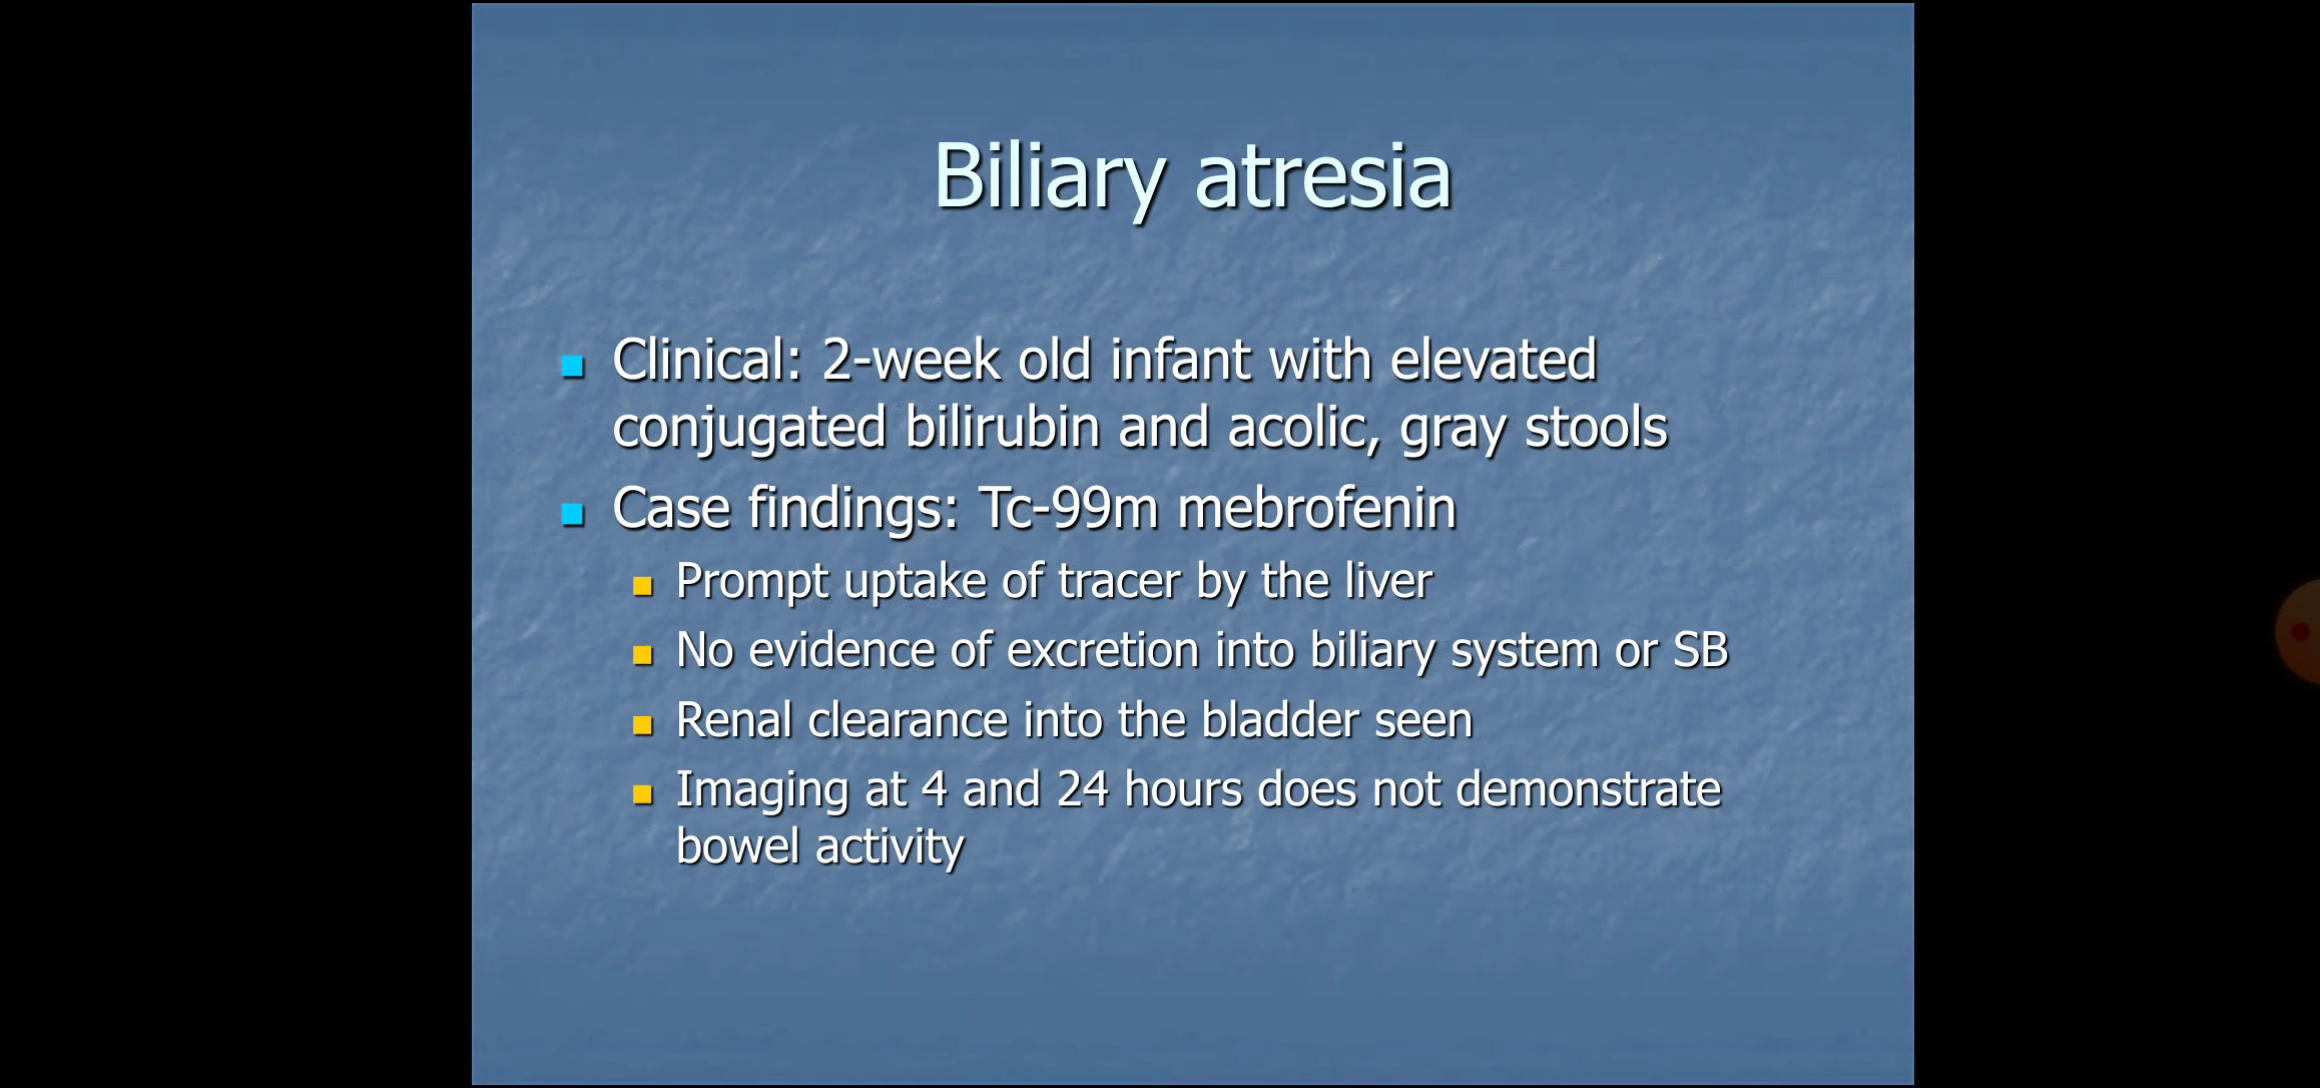 Biliary atresia
Clinical: 2-week old infant with elevated
conjugated bilirubin and acolic, gray stools
Case findings: Tc-99m mebrofenin
Prompt uptake of tracer by the liver
No evidence of excretion into biliary system or SB
Renal clearance into the bladder seen
Imaging at 4 and 24 hours does not demonstrate
bowel activity